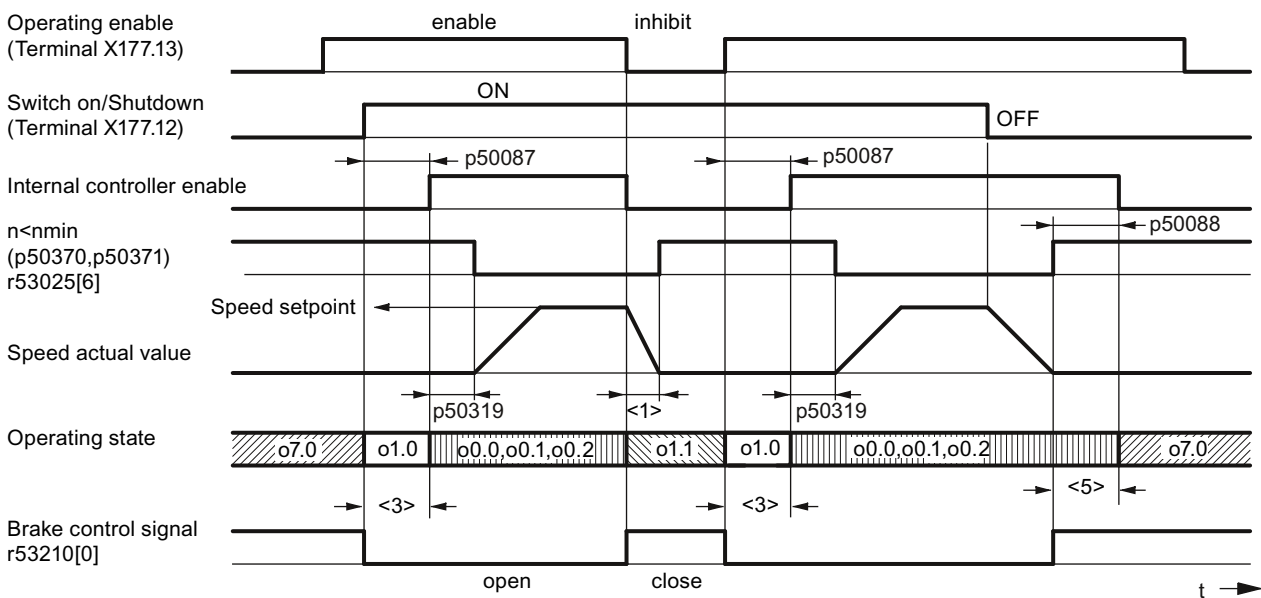 Operating enable
(Terminal X177.13)
enable
inhibit
Switch on/Shutdown
(Terminal X177.12)
ON
OFF
p50087
p50087
Internal controller enable
n<nmin
(p50370,p50371)
r53025[6]
p50088
Speed setpoint
Speed actual value
p50319
<1>
p50319
Operating state
o7.0
o1.0
o0.0,o0.1,o0.2
o1.1
o1.0
o0.0,o0.1,o0.2
o7.0
<3>
<3>
<5>
Brake control signal
r53210[0]
open
close
t